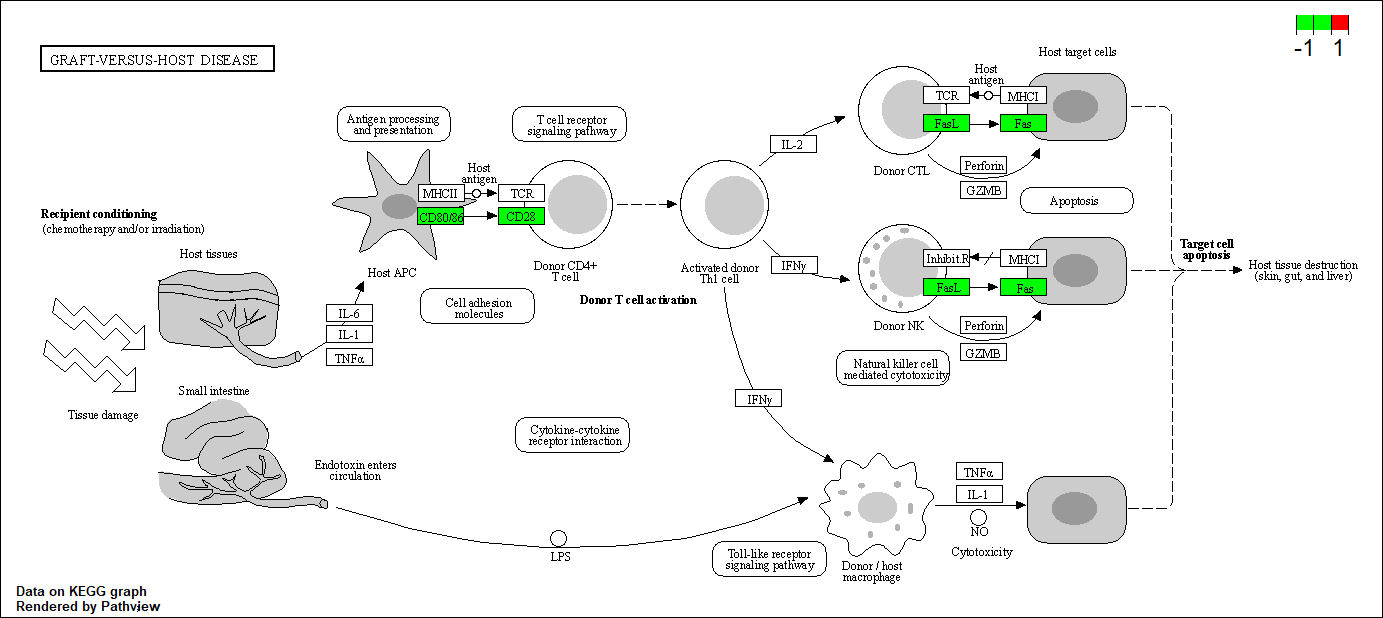 GRAFT-VERSUS-HOST DISEASE
-1 1
Antigen processing
and presentation
T cell receptor
signaling pathway
Host
antigen
MHCII
TCR
CD80/86
CD28
Host APC
Donor CD4+
T cell
Cell adhesion
molecules
Donor T cell activation
Recipient conditioning
(chemotherapy and/or irradiation)
Host tissues
IL-6
IL-1
TNFα
Tissue damage
Small intestine
Endotoxin enters
circulation
Cytokine-cytokine
receptor interaction
LPS
Activated donor
Th1 cell
IL-2
IFNγ
IFNγ
Host target cells
Host
antigen
TCR
MHCI
FasL
Fas
Donor CTL
Perforin
GZMB
Apoptosis
Inhibit.R
MHCI
FasL
Fas
Donor NK
Perforin
GZMB
Natural killer cell
mediated cytotoxicity
Target cell
apoptosis
Host tissue destruction
(skin, gut, and liver)
TNFα
IL-1
NO
Cytotoxicity
Toll-like receptor
signaling pathway
Donor / host
macrophage
Data on KEGG graph
Rendered by Pathview